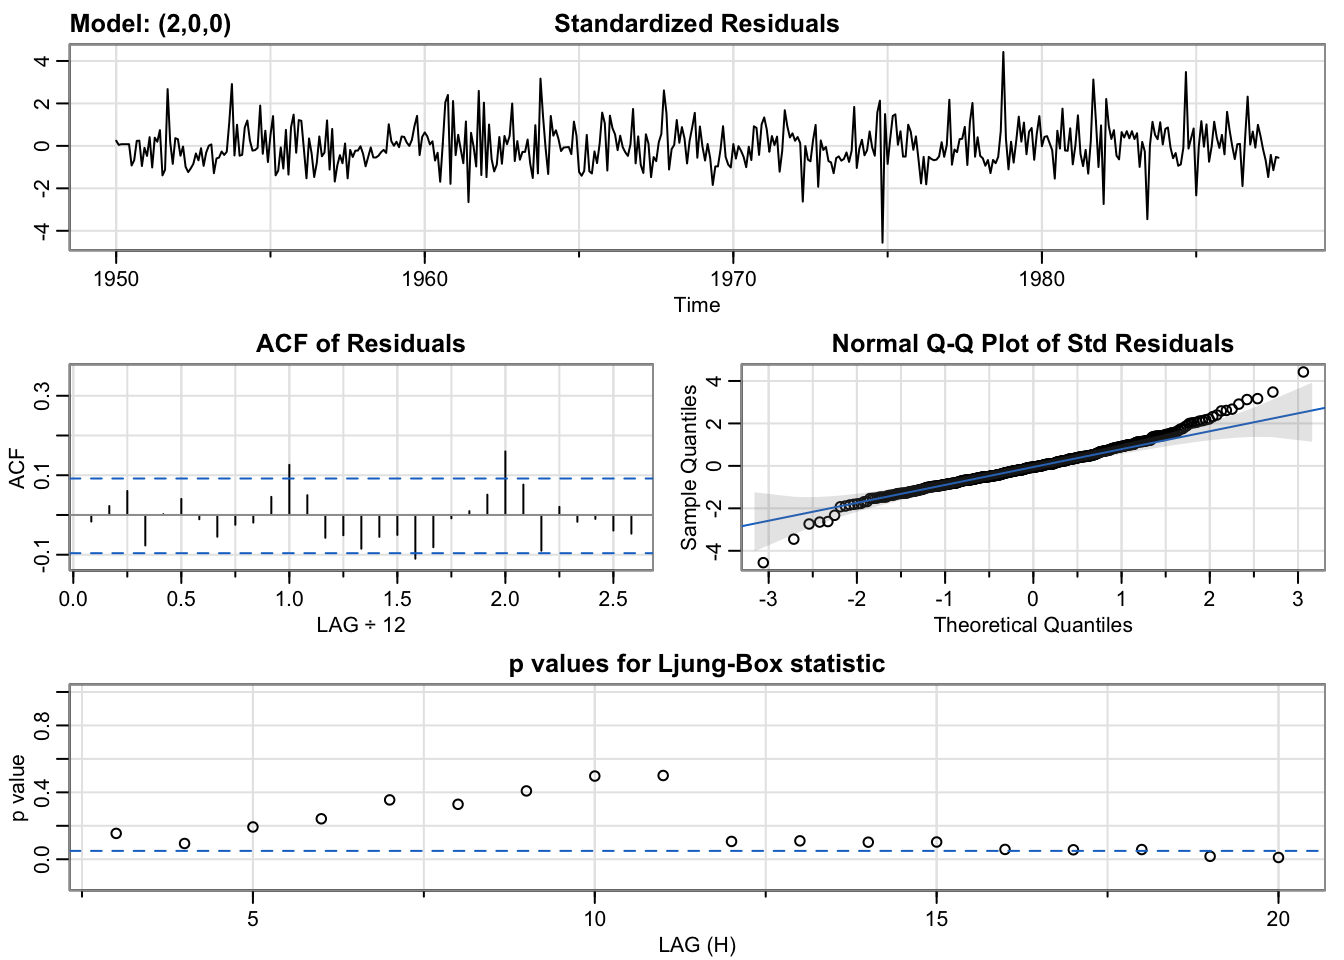 Model: (2,0,0) Standardized Residuals
4
2
0
-2
-4
1950 1960 1970 1980
Time
ACF of Residuals
ACF
0.3
0.1
-0.1
0.0 0.5 1.0 1.5 2.0 2.5
LAG ÷ 12
Normal Q-Q Plot of Std Residuals
Sample Quantiles
4
2
0
-2
-4
-3 -2 -1 0 1 2 3
Theoretical Quantiles
p values for Ljung-Box statistic
p value
0.8
0.4
0.0
5 10 15 20
LAG (H)